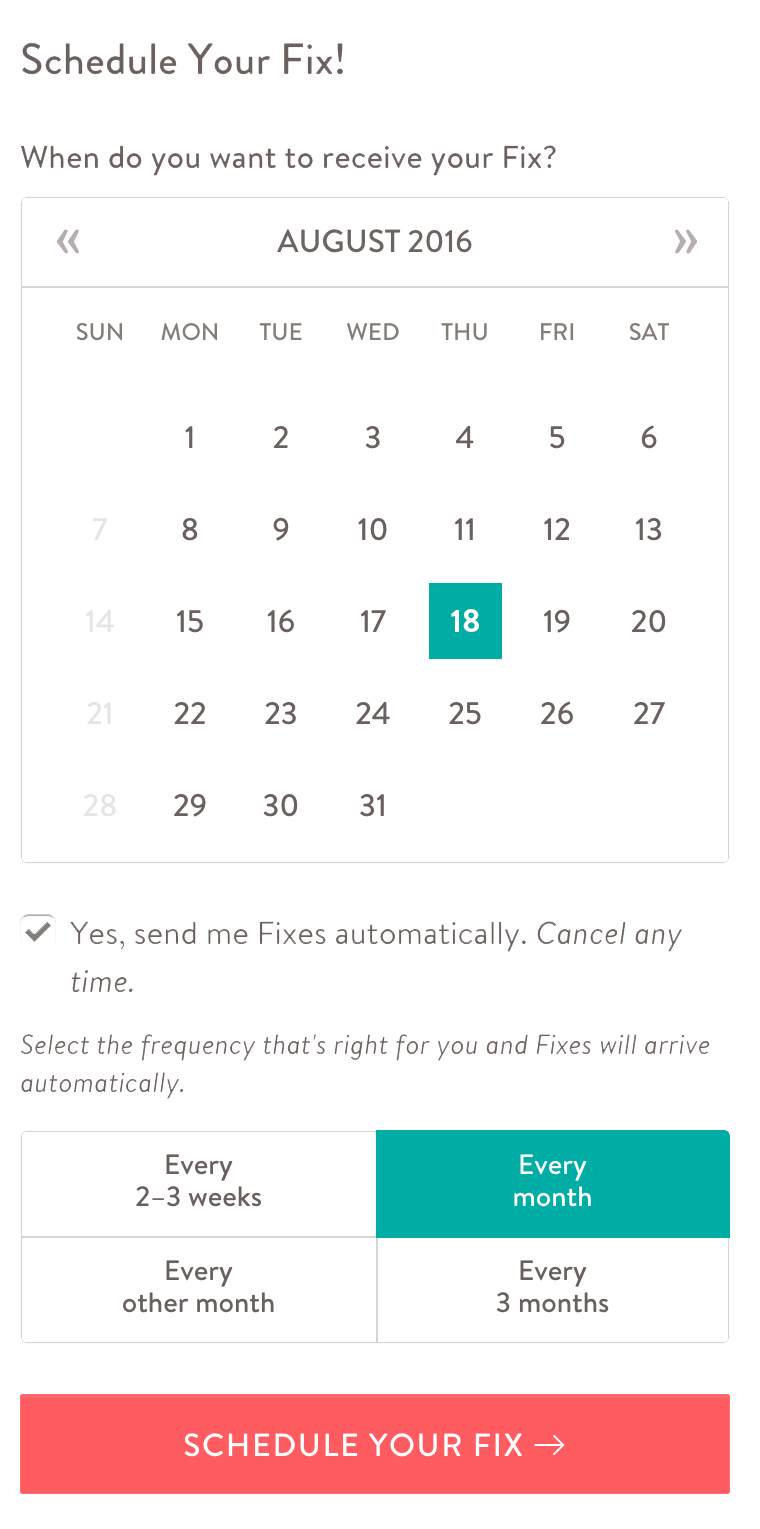 Schedule Your Fix!
When do you want to receive your Fix?
« AUGUST 2016 »
SUN MON TUE WED THU FRI SAT
1 2 3 4 5 6
7 8 9 10 11 12 13
14 15 16 17 18 19 20
21 22 23 24 25 26 27
28 29 30 31
Yes, send me Fixes automatically. Cancel any
time.
Select the frequency that's right for you and Fixes will arrive
automatically.
Every
2–3 weeks
Every
month
Every
other month
Every
3 months
SCHEDULE YOUR FIX →